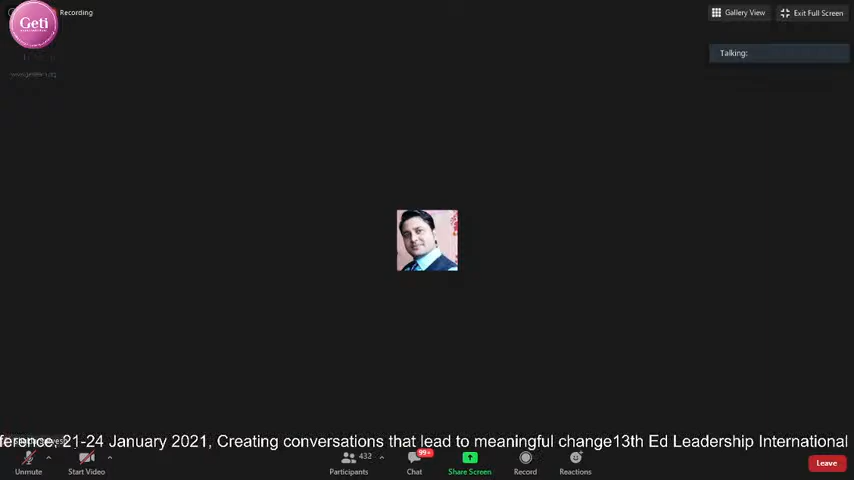 Geti
Recording
Gallery View
Exit Full Screen
Talking:
ference, 21-24 January 2021, Creating conversations that lead to meaningful change13th Ed Leadership International
Unmute
Start Video
432
Participants
99+
Chat
Share Screen
Record
Reactions
Leave